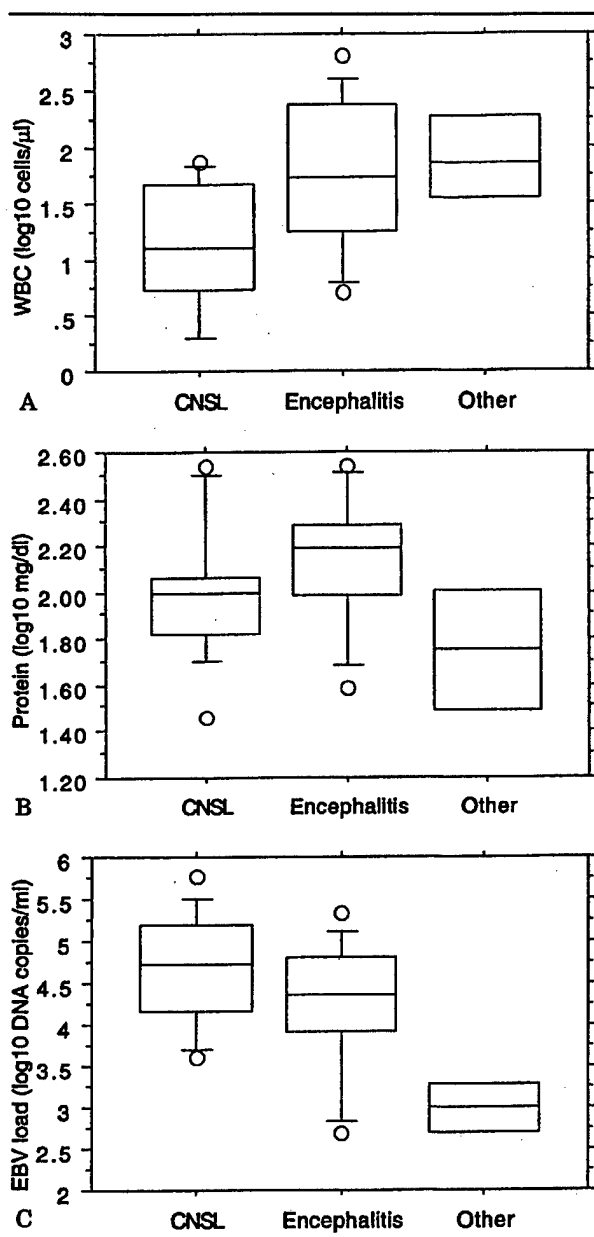 3
2.5
2
1.5
1
.5
0
WBC (log10 cells/µl)
A
CNSL Encephalitis Other
2.60
2.40
2.20
2.00
1.80
1.60
1.40
1.20
Protein (log10 mg/dl)
B
CNSL Encephalitis Other
6
5.5
5
4.5
4
3.5
3
2.5
2
EBV load (log10 DNA copies/ml)
C
CNSL Encephalitis Other